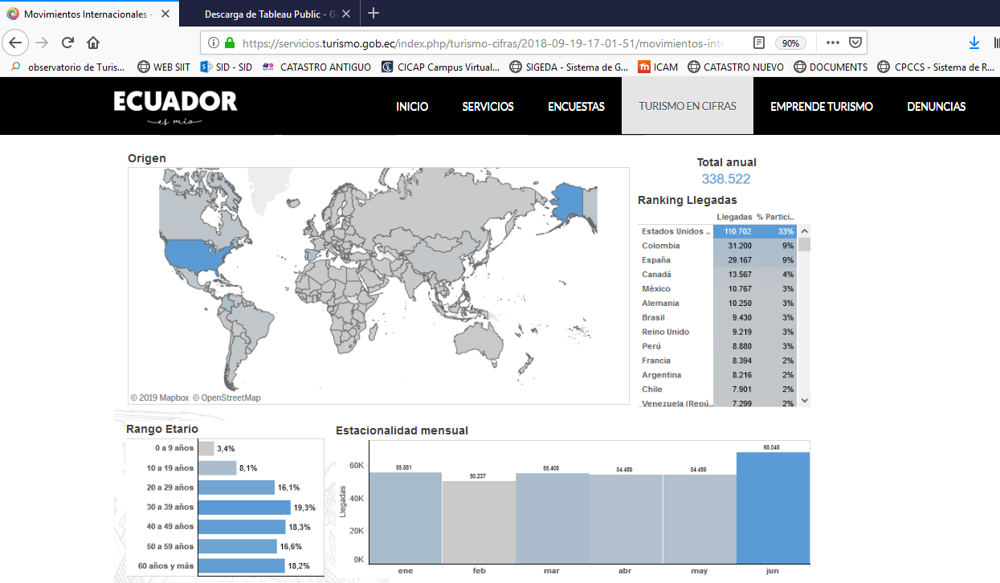 Movimientos Internacionales -
Descarga de Tableau Public - G
https://servicios.turismo.gob.ec/index.php/turismo-cifras/2018-09-19-17-01-51/movimientos-inte
90%
observatorio de Turis...
WEB SIIT
SID - SID
CATASTRO ANTIGUO
CICAP Campus Virtual...
SIGEDA - Sistema de G...
ICAM
CATASTRO NUEVO
DOCUMENTS
CPCCS - Sistema de R...
ECUADOR
es mío
INICIO
SERVICIOS
ENCUESTAS
TURISMO EN CIFRAS
EMPRENDE TURISMO
DENUNCIAS
Origen
© 2019 Mapbox © OpenStreetMap
Total anual
338.522
Ranking Llegadas
Llegadas % Partici..
Estados Unidos .. 110.702 33%
Colombia 31.200 9%
España 29.167 9%
Canadá 13.567 4%
México 10.767 3%
Alemania 10.250 3%
Brasil 9.430 3%
Reino Unido 9.219 3%
Perú 8.880 3%
Francia 8.394 2%
Argentina 8.216 2%
Chile 7.901 2%
Venezuela (Repú.. 7.299 2%
Rango Etario
0 a 9 años 3,4%
10 a 19 años 8,1%
20 a 29 años 16,1%
30 a 39 años 19,3%
40 a 49 años 18,3%
50 a 59 años 16,6%
60 años y más 18,2%
Estacionalidad mensual
Llegadas
60K
40K
20K
0K
55.881
50.237
55.408
54.489
54.459
68.048
ene feb mar abr may jun